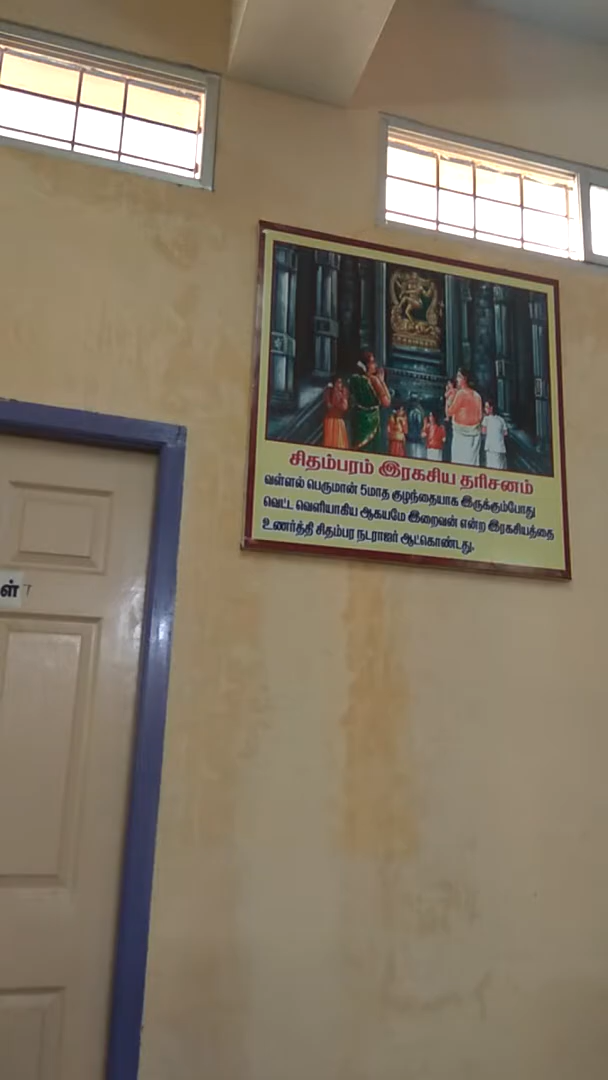 சிதம்பரம் இரகசிய தரிசனம்
வள்ளல் பெருமான் 5மாத குழந்தையாக இருக்கும்போது
வெட்ட வெளியாகிய ஆகயமே இறைவன் என்ற இரகசியத்தை
உணர்த்தி சிதம்பர நடராஜர் ஆட்கொண்டது.